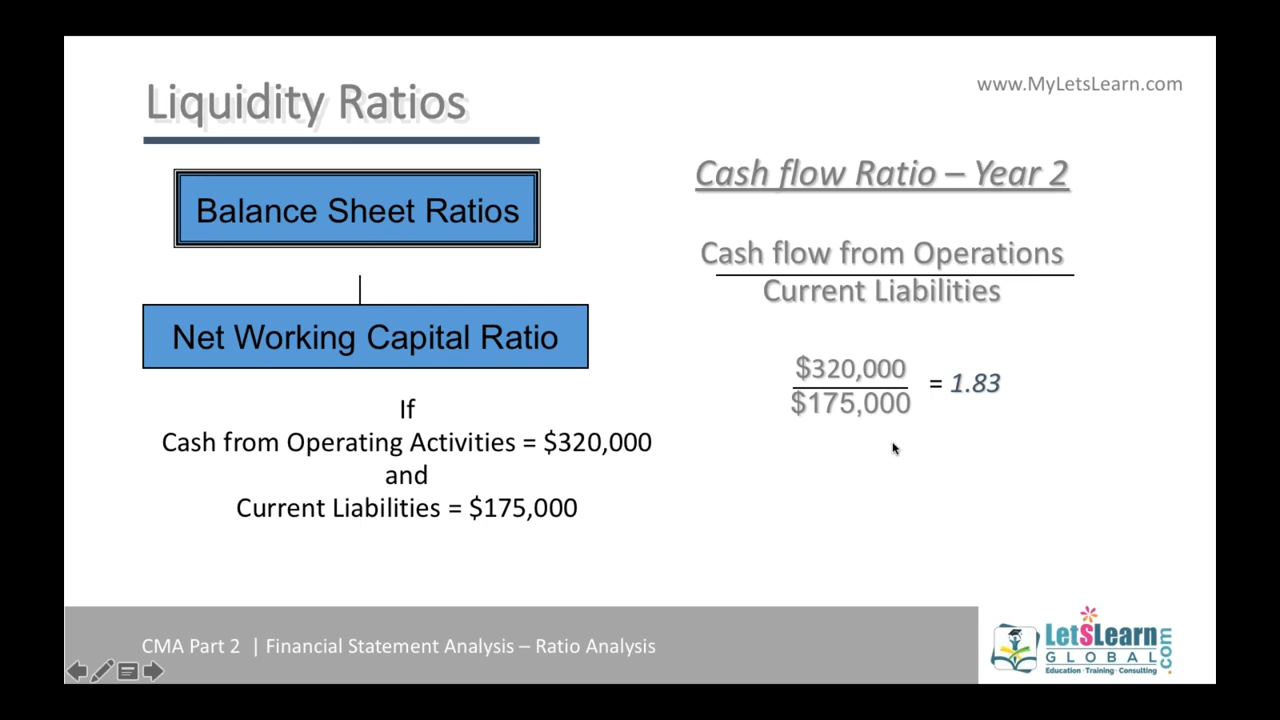 Liquidity Ratios
www.MyLetsLearn.com
Balance Sheet Ratios
Net Working Capital Ratio
If
Cash from Operating Activities = $320,000
and
Current Liabilities = $175,000
Cash flow Ratio – Year 2
Cash flow from Operations
Current Liabilities
$320,000
$175,000
= 1.83
CMA Part 2 | Financial Statement Analysis – Ratio Analysis
LetSLearn
.com
GLOBAL
Education · Training · Consulting